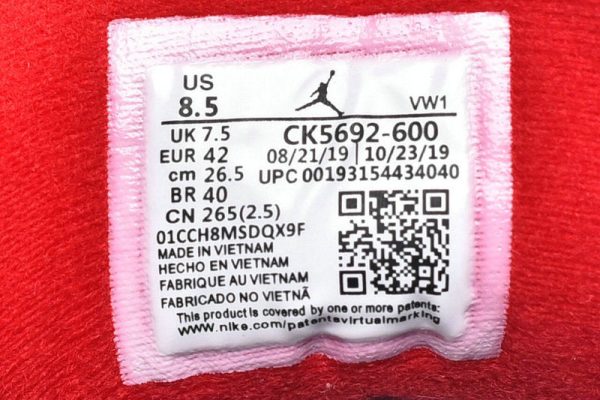 US
8.5
VW1
UK 7.5
CK5692-600
EUR 42
08/21/19 | 10/23/19
cm 26.5
UPC 00193154434040
BR 40
CN 265(2.5)
01CCH8MSDQX9F
MADE IN VIETNAM
HECHO EN VIETNAM
FABRIQUE AU VIETNAM
FABRICADO NO VIETNÃ
This product is covered by one or more patents:
www.nike.com/patentsvirtualmarking